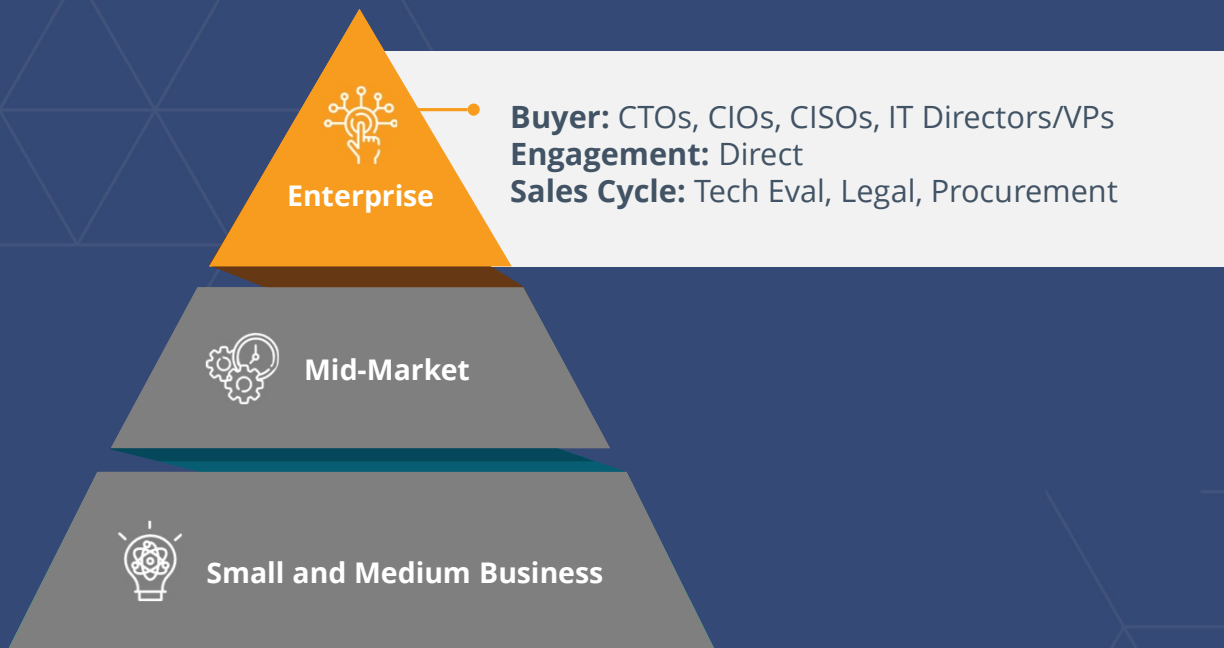 Enterprise
Buyer: CTOs, CIOs, CISOs, IT Directors/VPs
Engagement: Direct
Sales Cycle: Tech Eval, Legal, Procurement
Mid-Market
Small and Medium Business